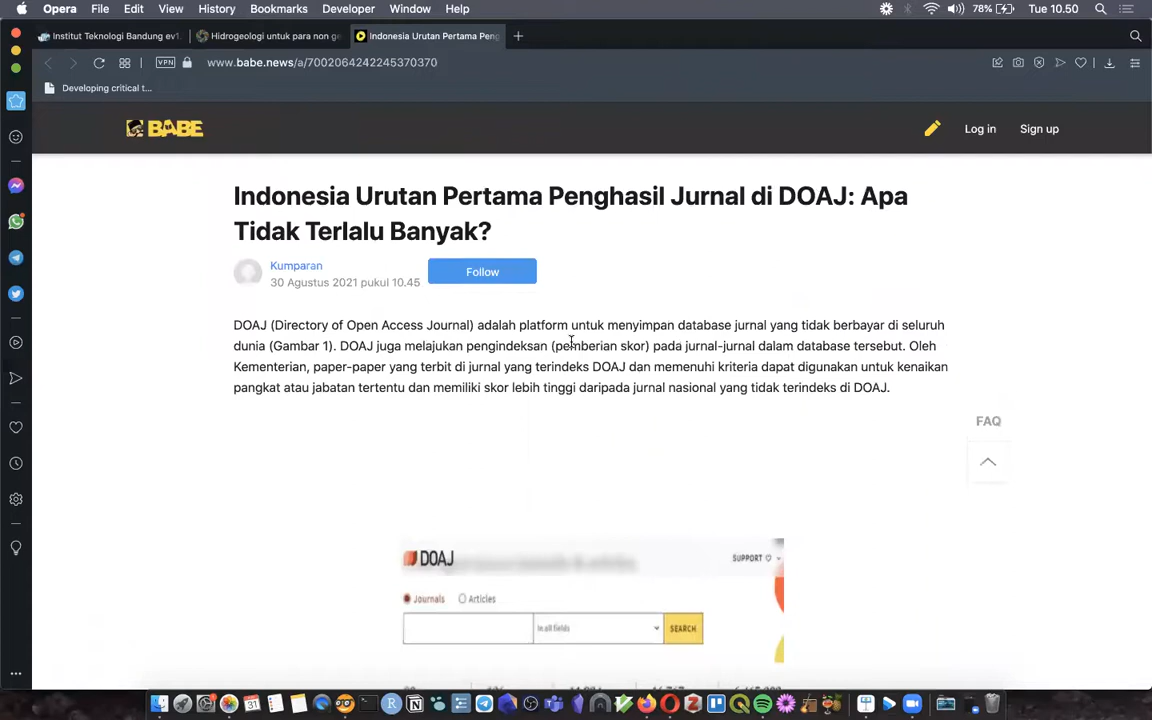 Opera File Edit View History Bookmarks Developer Window Help 78% Tue 10.50
Institut Teknologi Bandung ev1 Hidrogeologi untuk para non ge Indonesia Urutan Pertama Peng
VPN www.babe.news/a/7002064242245370370
Developing critical t...
BABE Log in Sign up
Indonesia Urutan Pertama Penghasil Jurnal di DOAJ: Apa
Tidak Terlalu Banyak?
Kumparan
30 Agustus 2021 pukul 10.45
Follow
DOAJ (Directory of Open Access Journal) adalah platform untuk menyimpan database jurnal yang tidak berbayar di seluruh
dunia (Gambar 1). DOAJ juga melajukan pengindeksan (pemberian skor) pada jurnal-jurnal dalam database tersebut. Oleh
Kementerian, paper-paper yang terbit di jurnal yang terindeks DOAJ dan memenuhi kriteria dapat digunakan untuk kenaikan
pangkat atau jabatan tertentu dan memiliki skor lebih tinggi daripada jurnal nasional yang tidak terindeks di DOAJ.
FAQ
DOAJ SUPPORT
Journals Articles
In all fields SEARCH